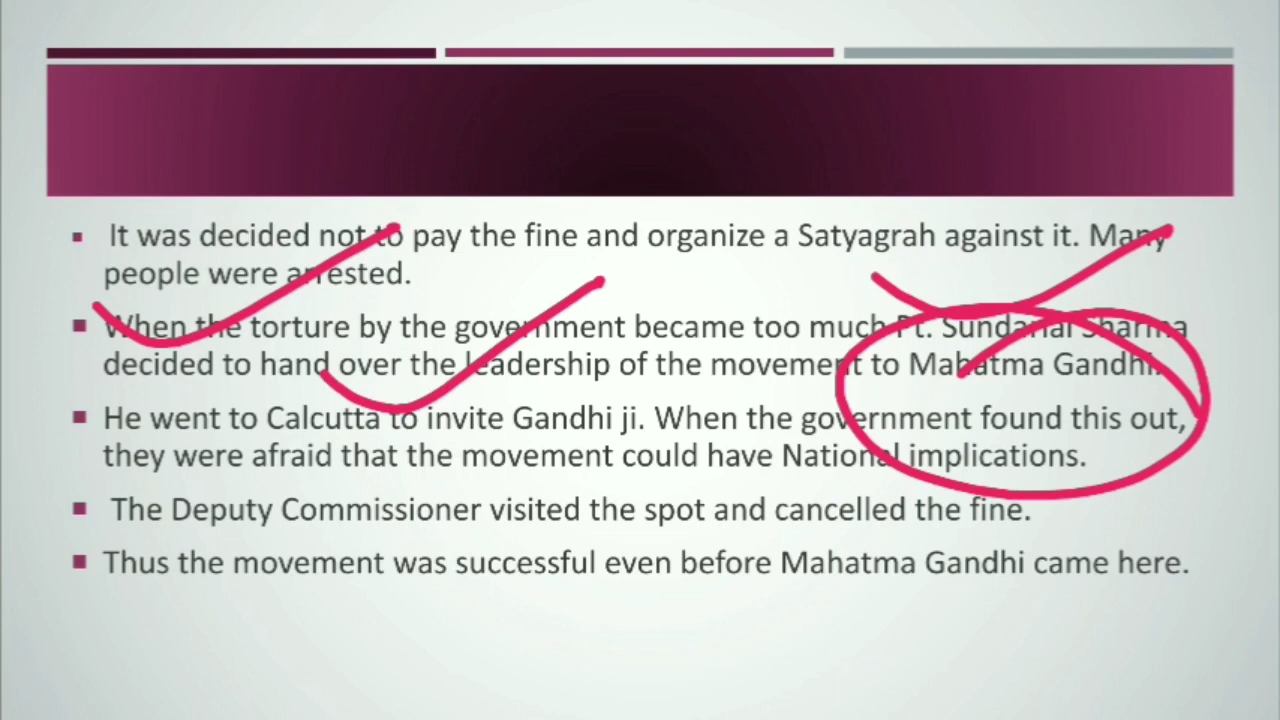 It was decided not to pay the fine and organize a Satyagrah against it. Many
people were arrested.
When the torture by the government became too much Pt. Sundarlal Sharma
decided to hand over the leadership of the movement to Mahatma Gandhi.
He went to Calcutta to invite Gandhi ji. When the government found this out,
they were afraid that the movement could have National implications.
The Deputy Commissioner visited the spot and cancelled the fine.
Thus the movement was successful even before Mahatma Gandhi came here.